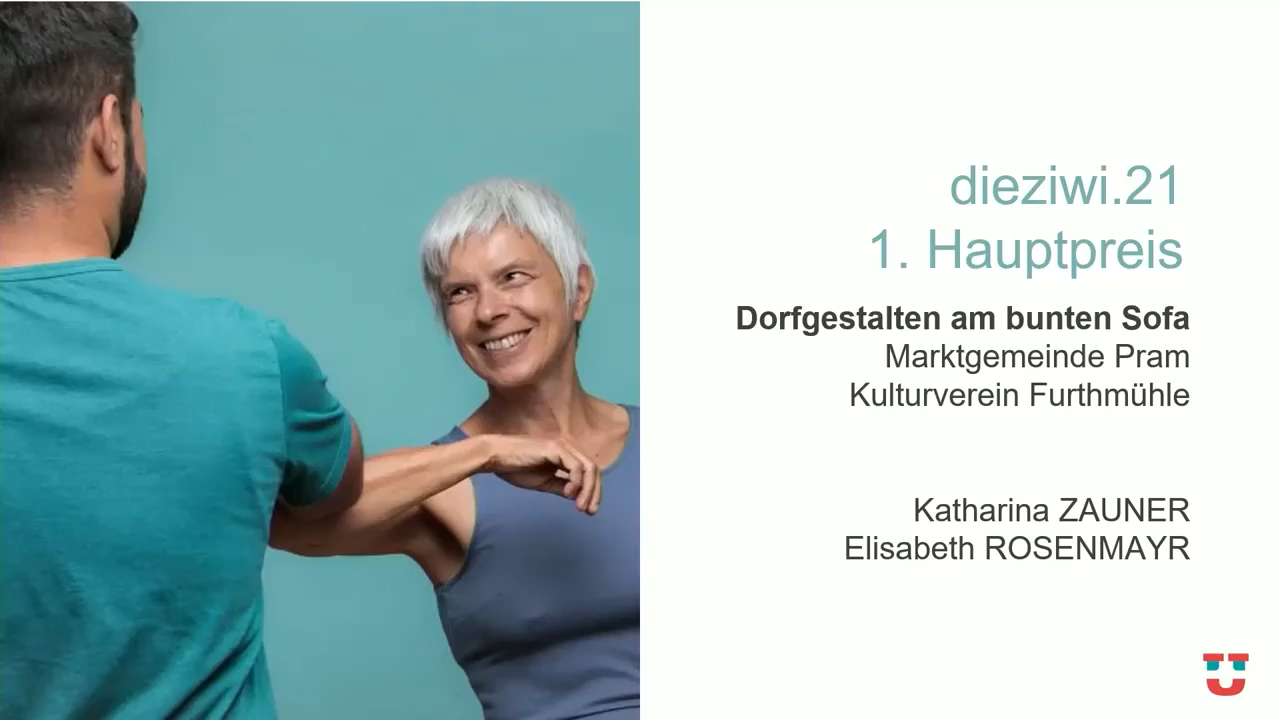 dieziwi.21
1. Hauptpreis
Dorfgestalten am bunten Sofa
Marktgemeinde Pram
Kulturverein Furthmühle
Katharina ZAUNER
Elisabeth ROSENMAYR